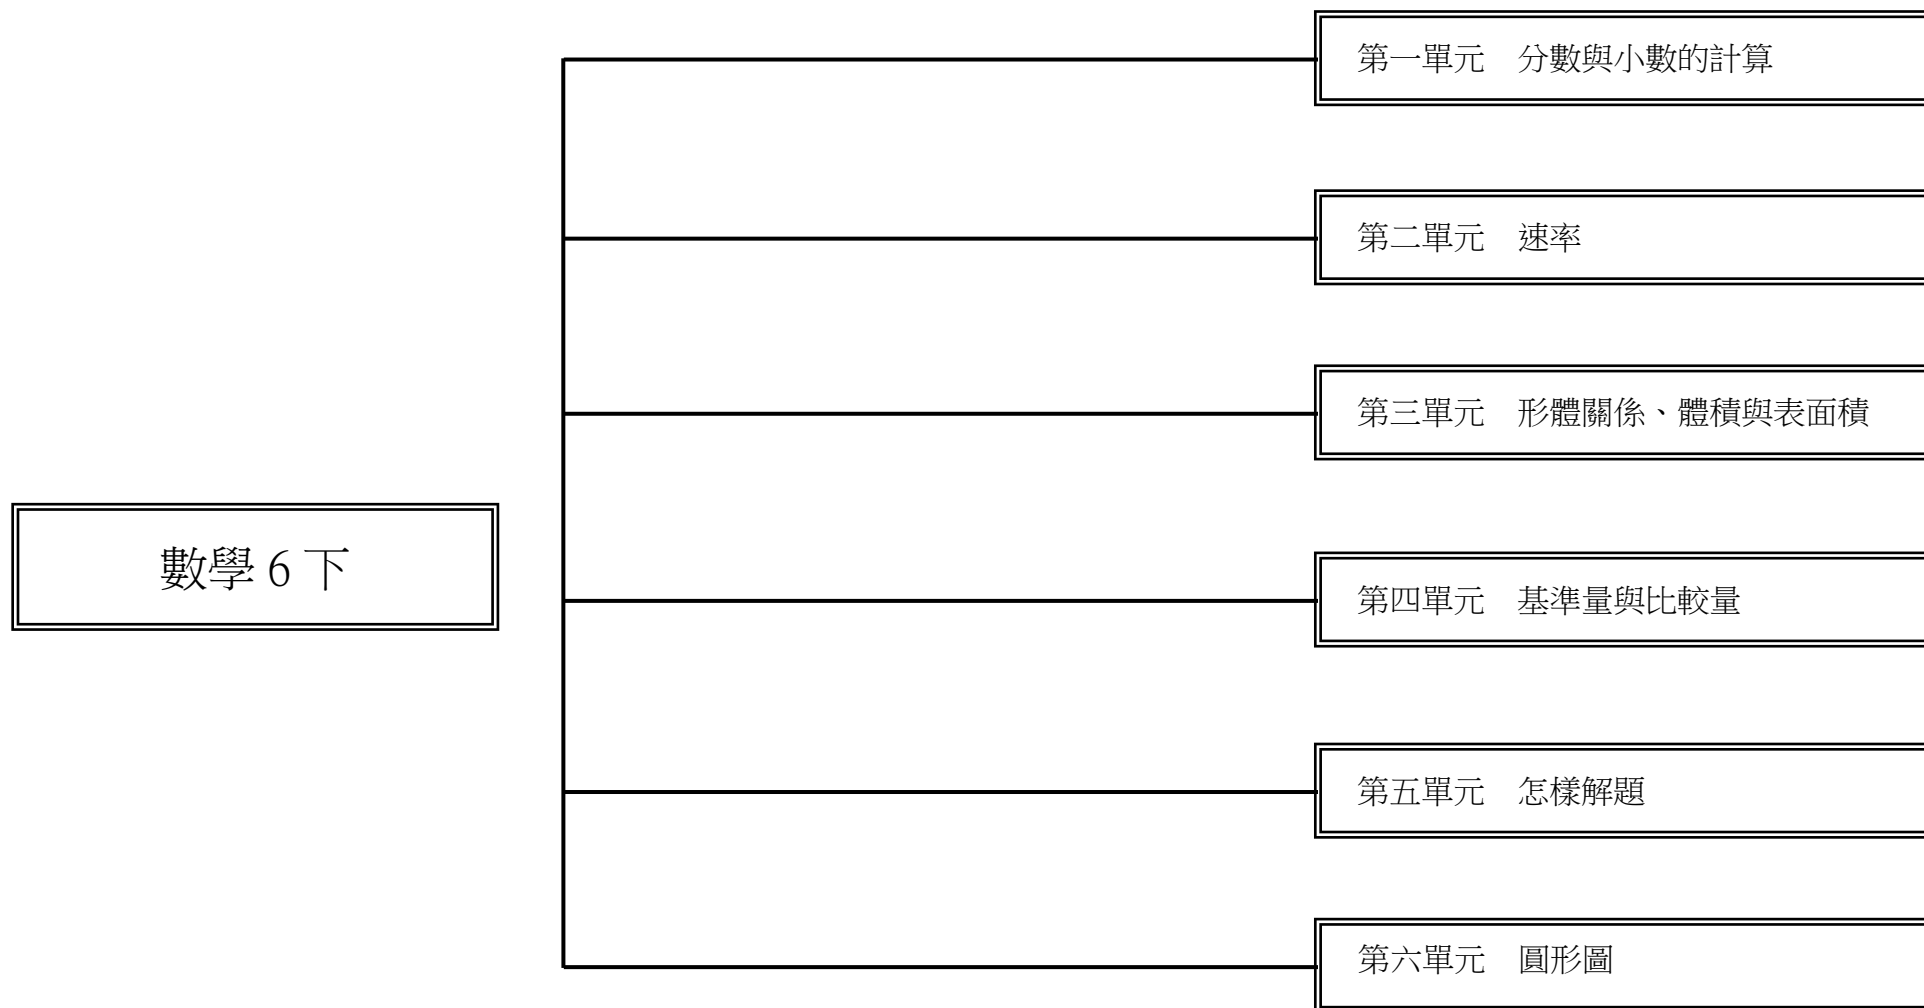 第一單元　分數與小數的計算
第二單元　速率
第三單元　形體關係、體積與表面積
數學 6 下
第四單元　基準量與比較量
第五單元　怎樣解題
第六單元　圓形圖